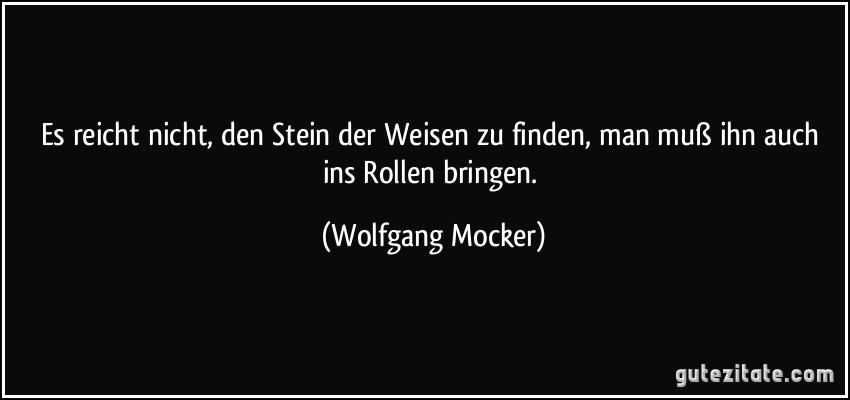 Es reicht nicht, den Stein der Weisen zu finden, man muß ihn auch
ins Rollen bringen.
(Wolfgang Mocker)
gutezitate.com